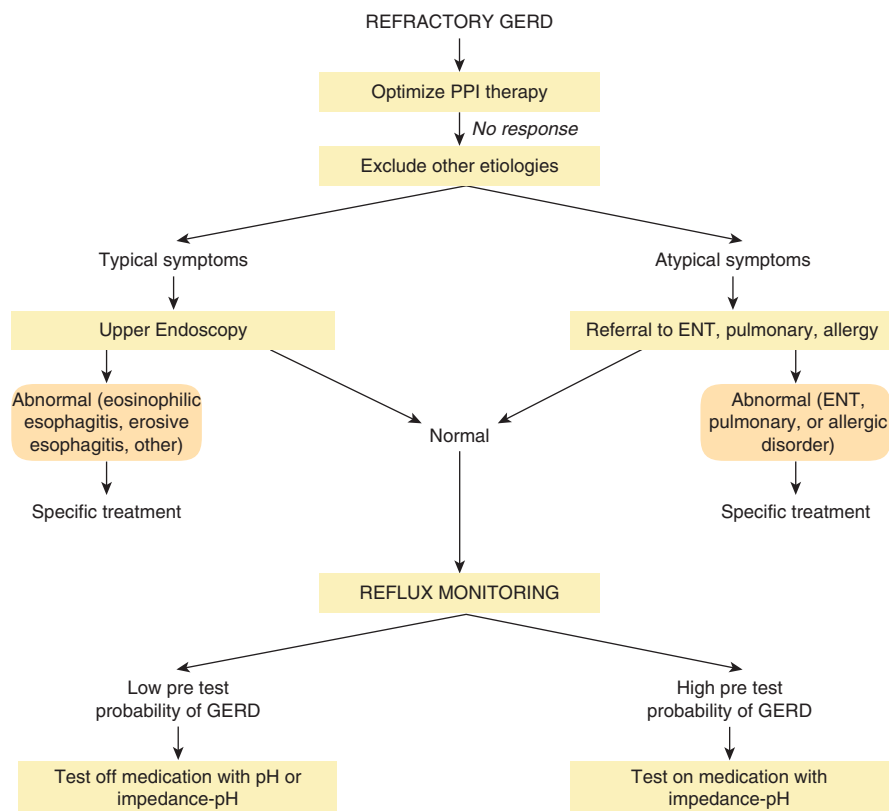 REFRACTORY GERD
Optimize PPI therapy
No response
Exclude other etiologies
Typical symptoms
Atypical symptoms
Upper Endoscopy
Referral to ENT, pulmonary, allergy
Abnormal (eosinophilic
esophagitis, erosive
esophagitis, other)
Normal
Abnormal (ENT,
pulmonary, or allergic
disorder)
Specific treatment
Specific treatment
REFLUX MONITORING
Low pre test
probability of GERD
High pre test
probability of GERD
Test off medication with pH or
impedance-pH
Test on medication with
impedance-pH